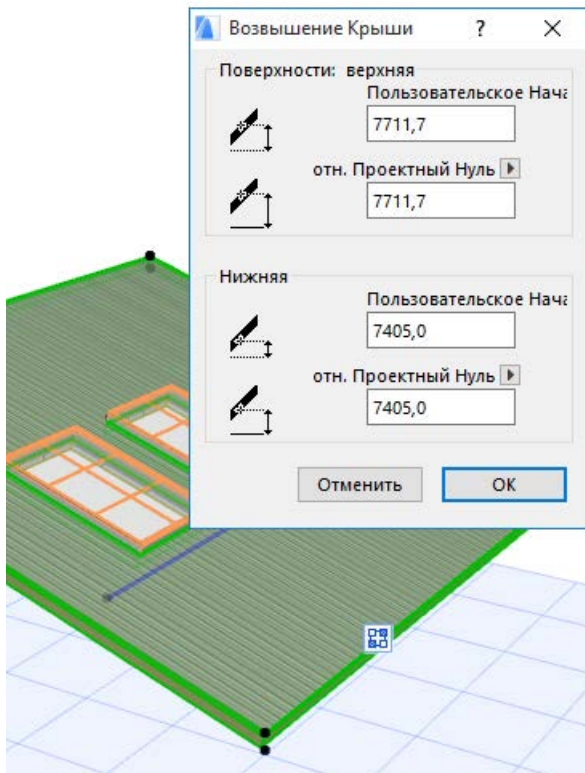 Возвышение Крыши ?
Поверхности: верхняя
Пользовательское Нача
7711,7
отн. Проектный Нуль
7711,7
Нижняя
Пользовательское Нача
7405,0
отн. Проектный Нуль
7405,0
Отменить OK